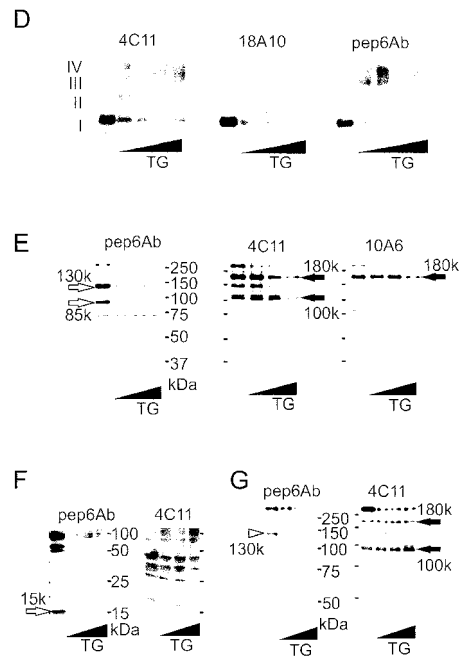 D
4C11 18A10 pep6Ab
IV
III
II
I
TG TG TG
E
pep6Ab 4C11 10A6
130k 250 180k 180k
150
100
85k 75 100k
50
37
kDa
TG TG TG
F G
pep6Ab 4C11 pep6Ab 4C11
100 180k
50 250
150
130k 100
25 75 100k
15k
15 50
kDa kDa
TG TG TG TG